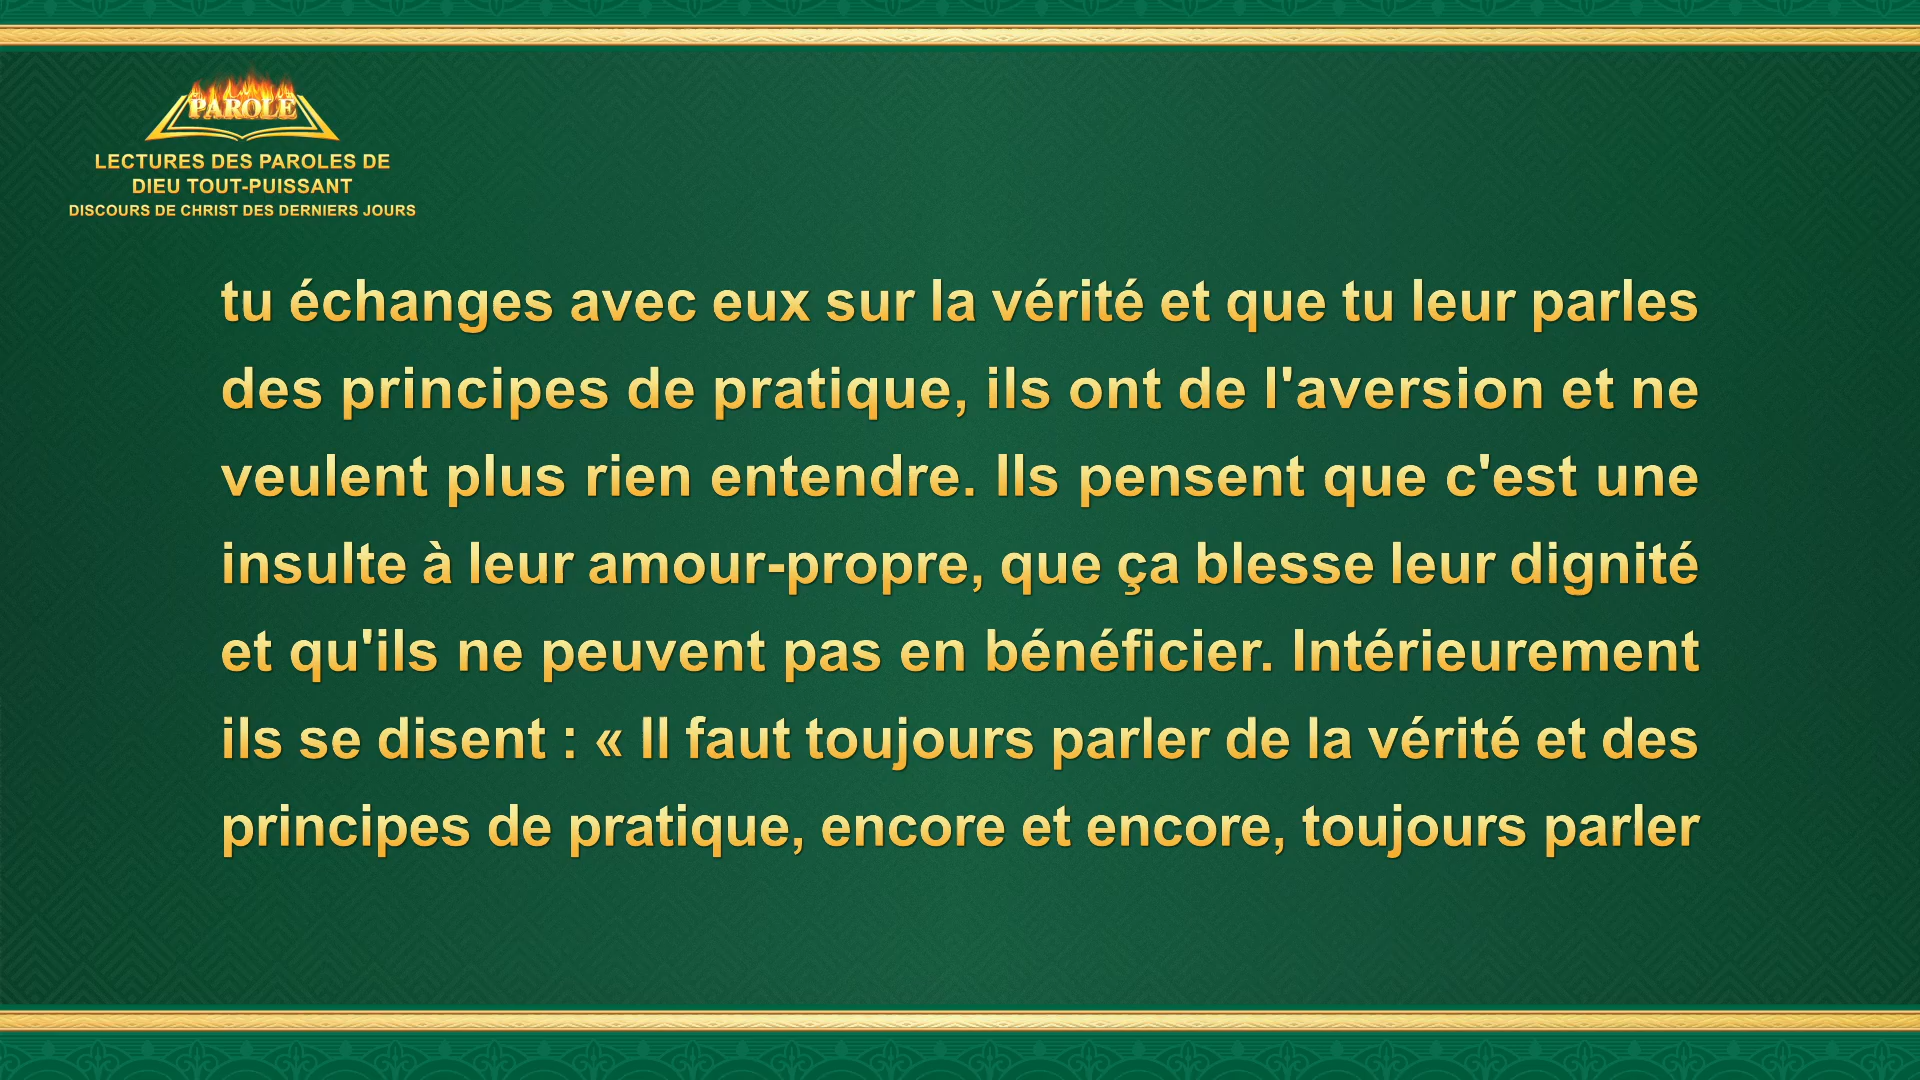 PAROLE
LECTURES DES PAROLES DE
DIEU TOUT-PUISSANT
DISCOURS DE CHRIST DES DERNIERS JOURS
tu échanges avec eux sur la vérité et que tu leur parles
des principes de pratique, ils ont de l'aversion et ne
veulent plus rien entendre. Ils pensent que c'est une
insulte à leur amour-propre, que ça blesse leur dignité
et qu'ils ne peuvent pas en bénéficier. Intérieurement
ils se disent : « Il faut toujours parler de la vérité et des
principes de pratique, encore et encore, toujours parler